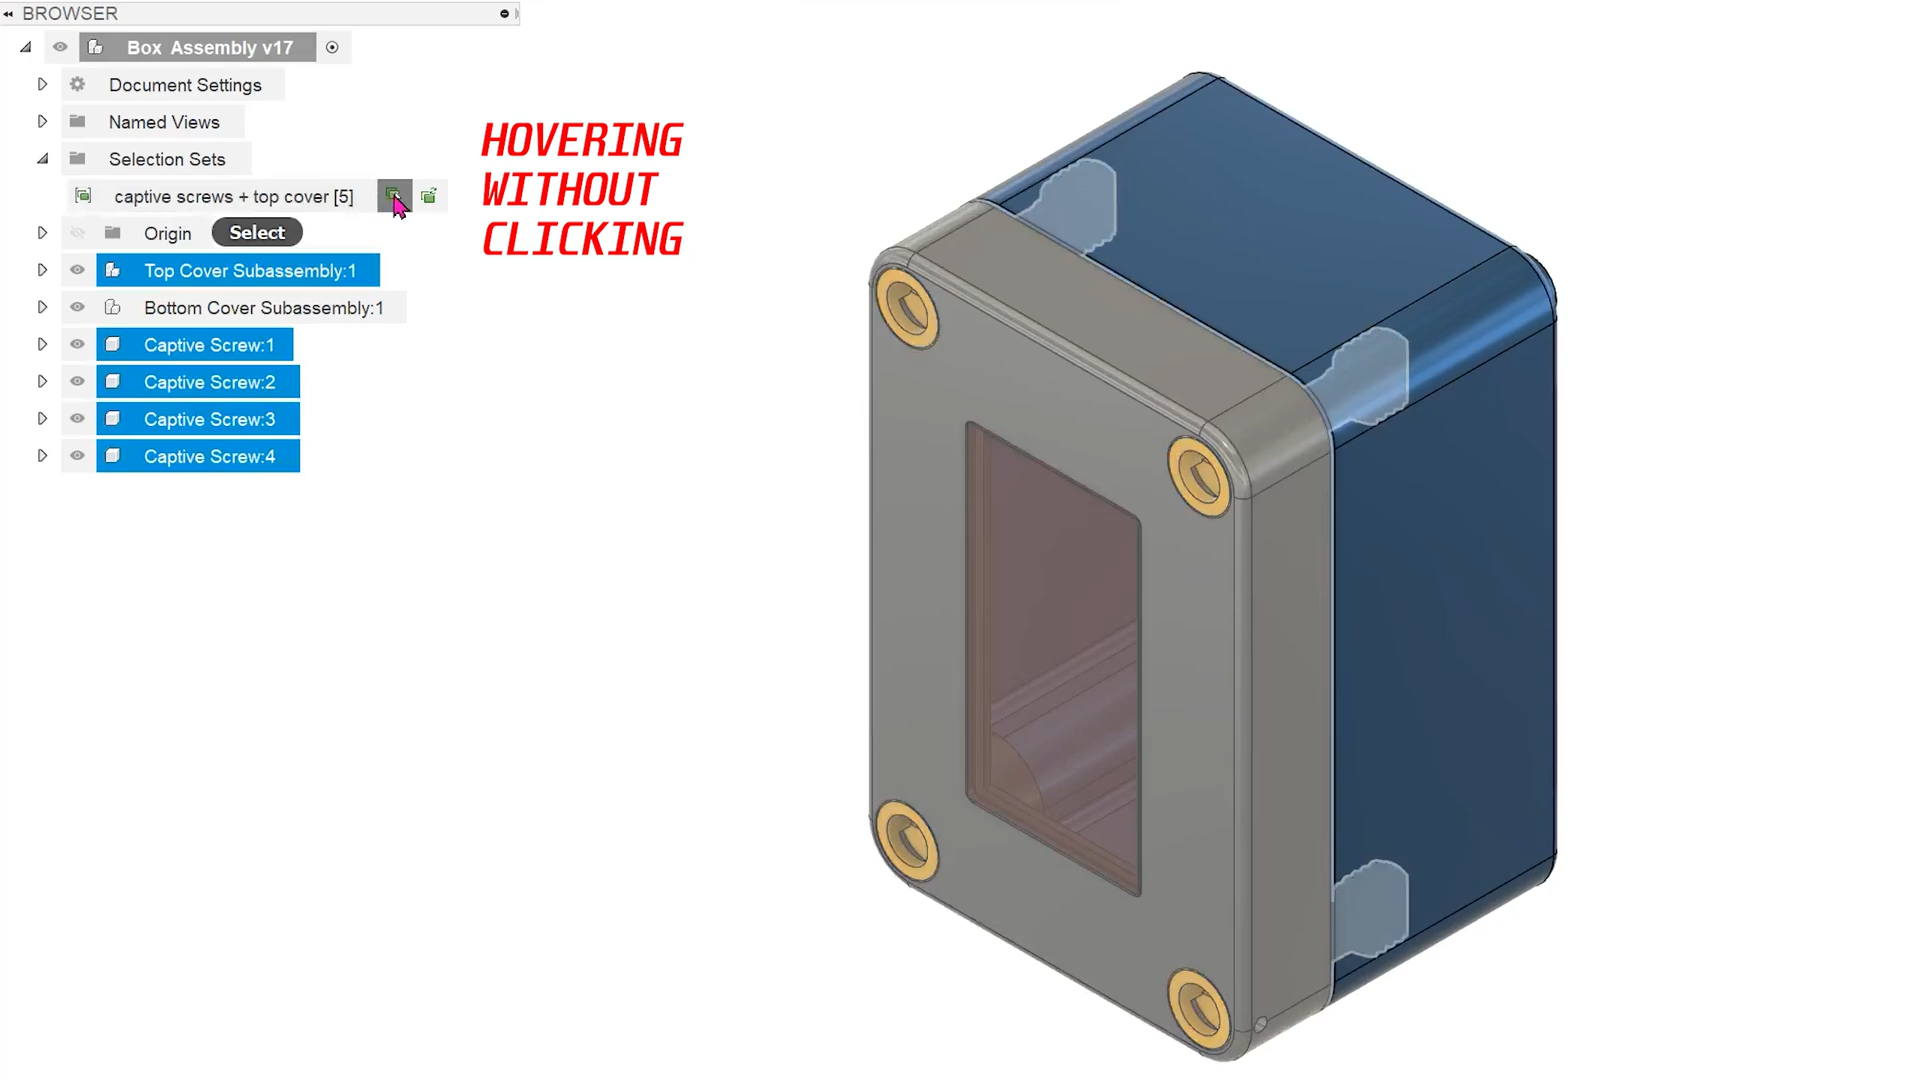 BROWSER
Box Assembly v17
Document Settings
Named Views
Selection Sets
captive screws + top cover [5]
Origin
Select
Top Cover Subassembly:1
Bottom Cover Subassembly:1
Captive Screw:1
Captive Screw:2
Captive Screw:3
Captive Screw:4
HOVERING
WITHOUT
CLICKING